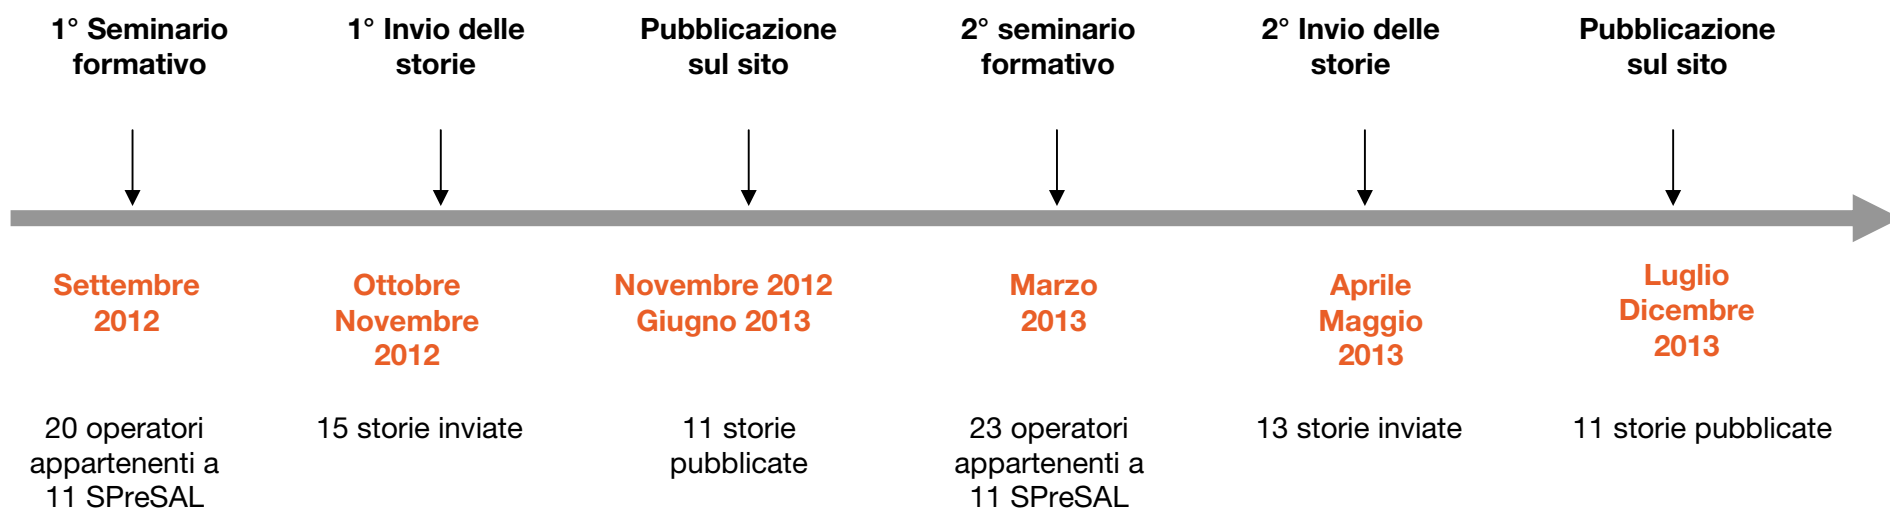 1° Seminario
formativo
1° Invio delle
storie
Pubblicazione
sul sito
2° seminario
formativo
2° Invio delle
storie
Pubblicazione
sul sito
Settembre
2012
Ottobre
Novembre
2012
Novembre 2012
Giugno 2013
Marzo
2013
Aprile
Maggio
2013
Luglio
Dicembre
2013
20 operatori
appartenenti a
11 SPreSAL
15 storie inviate
11 storie
pubblicate
23 operatori
appartenenti a
11 SPreSAL
13 storie inviate
11 storie pubblicate